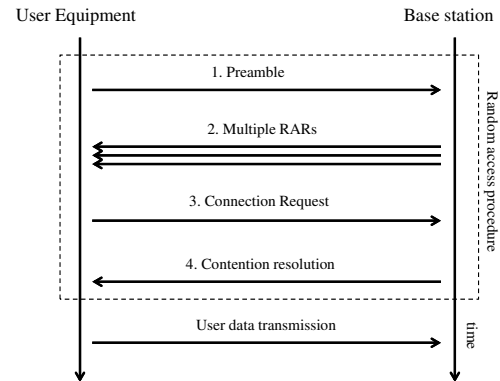 User Equipment
Base station
1. Preamble
2. Multiple RARs
3. Connection Request
4. Contention resolution
Random access procedure
User data transmission
time